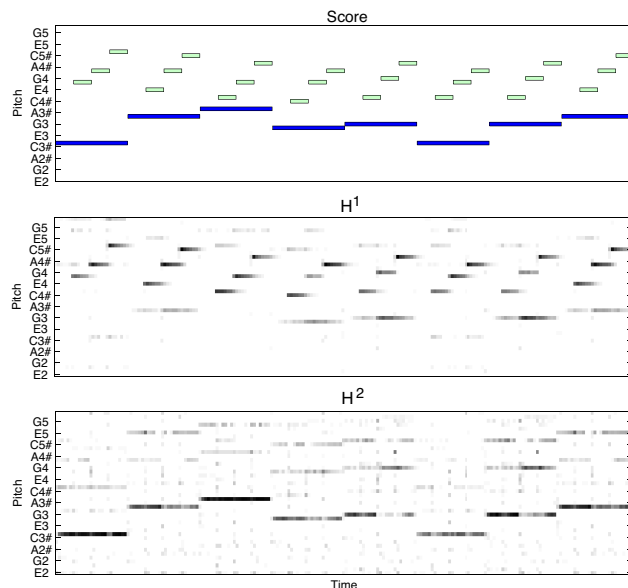 Score
G5
E5
C5#
A4#
G4
E4
C4#
A3#
G3
E3
C3#
A2#
G2
E2
Pitch
H1
G5
E5
C5#
A4#
G4
E4
C4#
A3#
G3
E3
C3#
A2#
G2
E2
Pitch
H2
G5
E5
C5#
A4#
G4
E4
C4#
A3#
G3
E3
C3#
A2#
G2
E2
Pitch
Time